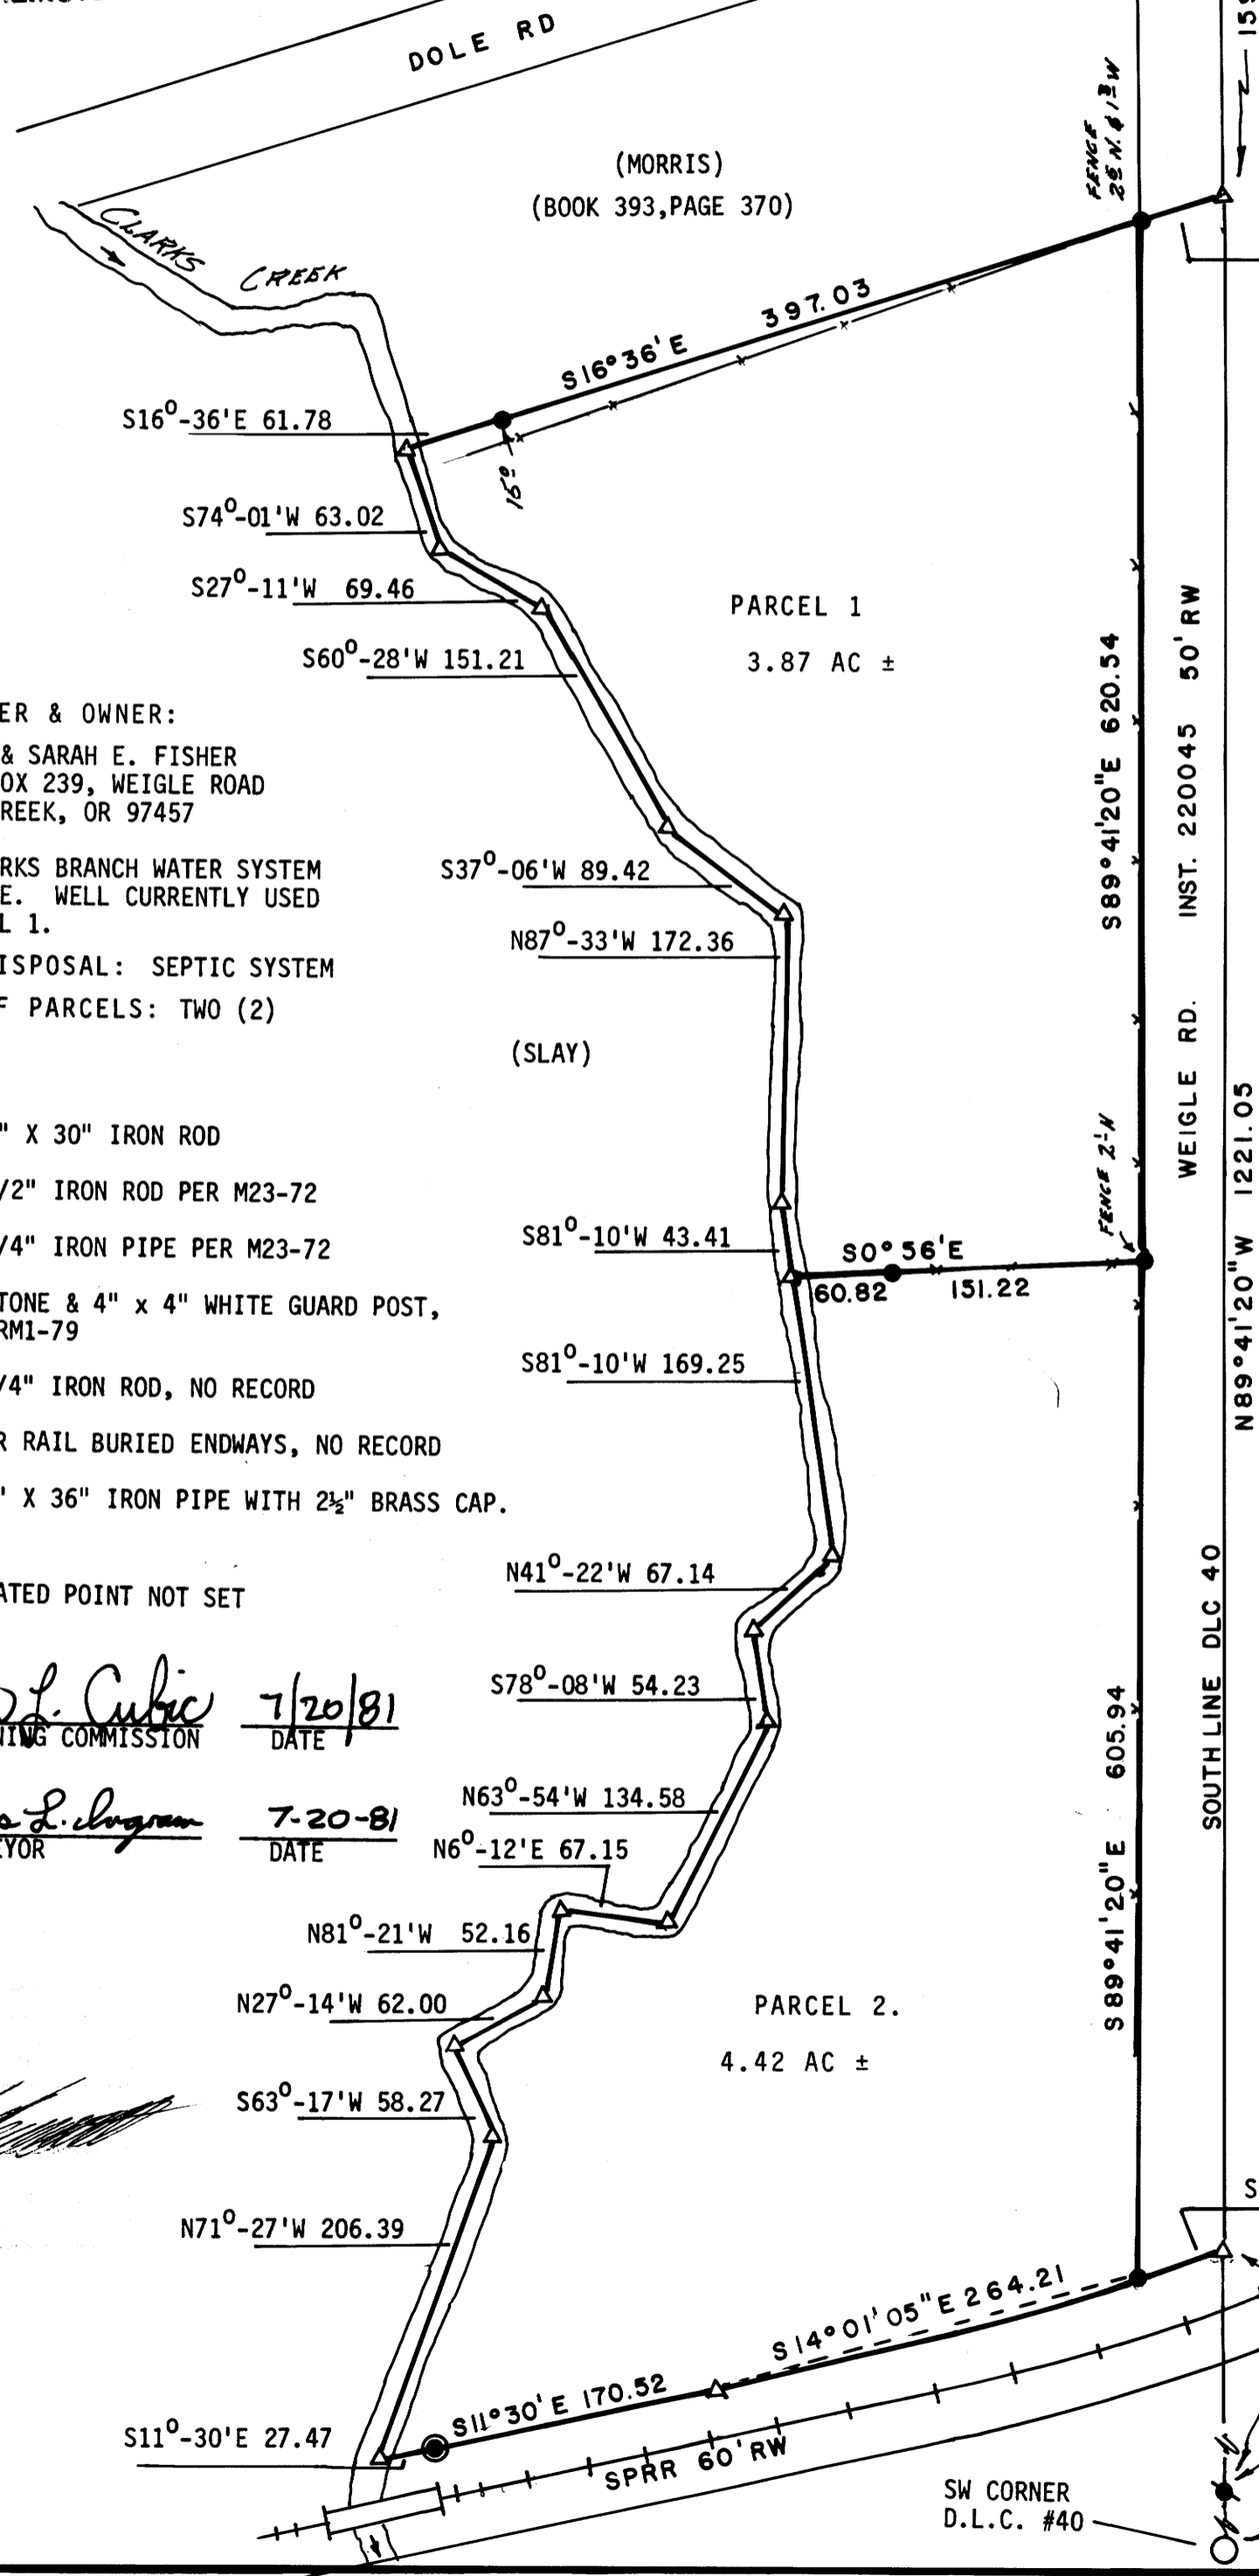 DOLE RD
FENCE
(MORRIS)
(BOOK 393,PAGE 370)
CLARKS CREEK
S16°36'E 397.03
S16°-36'E 61.78
S74°-01'W 63.02
S27°-11'W 69.46
S60°-28'W 151.21
PARCEL 1
3.87 AC ±
ER & OWNER:
& SARAH E. FISHER
OX 239, WEIGLE ROAD
REEK, OR 97457
RKS BRANCH WATER SYSTEM
E. WELL CURRENTLY USED
L 1.
ISPOSAL: SEPTIC SYSTEM
F PARCELS: TWO (2)
S37°-06'W 89.42
N87°-33'W 172.36
(SLAY)
S89°41'20"E 620.54
WEIGLE RD. INST. 220045 50' RW
N89°41'20"W 1221.05
SOUTH LINE DLC 40
" X 30" IRON ROD
/2" IRON ROD PER M23-72
/4" IRON PIPE PER M23-72
TONE & 4" x 4" WHITE GUARD POST,
RM1-79
/4" IRON ROD, NO RECORD
R RAIL BURIED ENDWAYS, NO RECORD
' X 36" IRON PIPE WITH 2½" BRASS CAP.
ATED POINT NOT SET
FENCE 2'-N
S81°-10'W 43.41
S0°56'E
60.82 151.22
S81°-10'W 169.25
N41°-22'W 67.14
L. Cubic 7/20/81
NING COMMISSION DATE
S78°-08'W 54.23
L. Ingram 7-20-81
EYOR DATE
N63°-54'W 134.58
N6°-12'E 67.15
S89°41'20"E 605.94
N81°-21'W 52.16
N27°-14'W 62.00
PARCEL 2.
4.42 AC ±
S63°-17'W 58.27
N71°-27'W 206.39
S
S14°01'05"E 264.21
S11°30'E 170.52
S11°-30'E 27.47
SPRR 60'RW
SW CORNER
D.L.C. #40